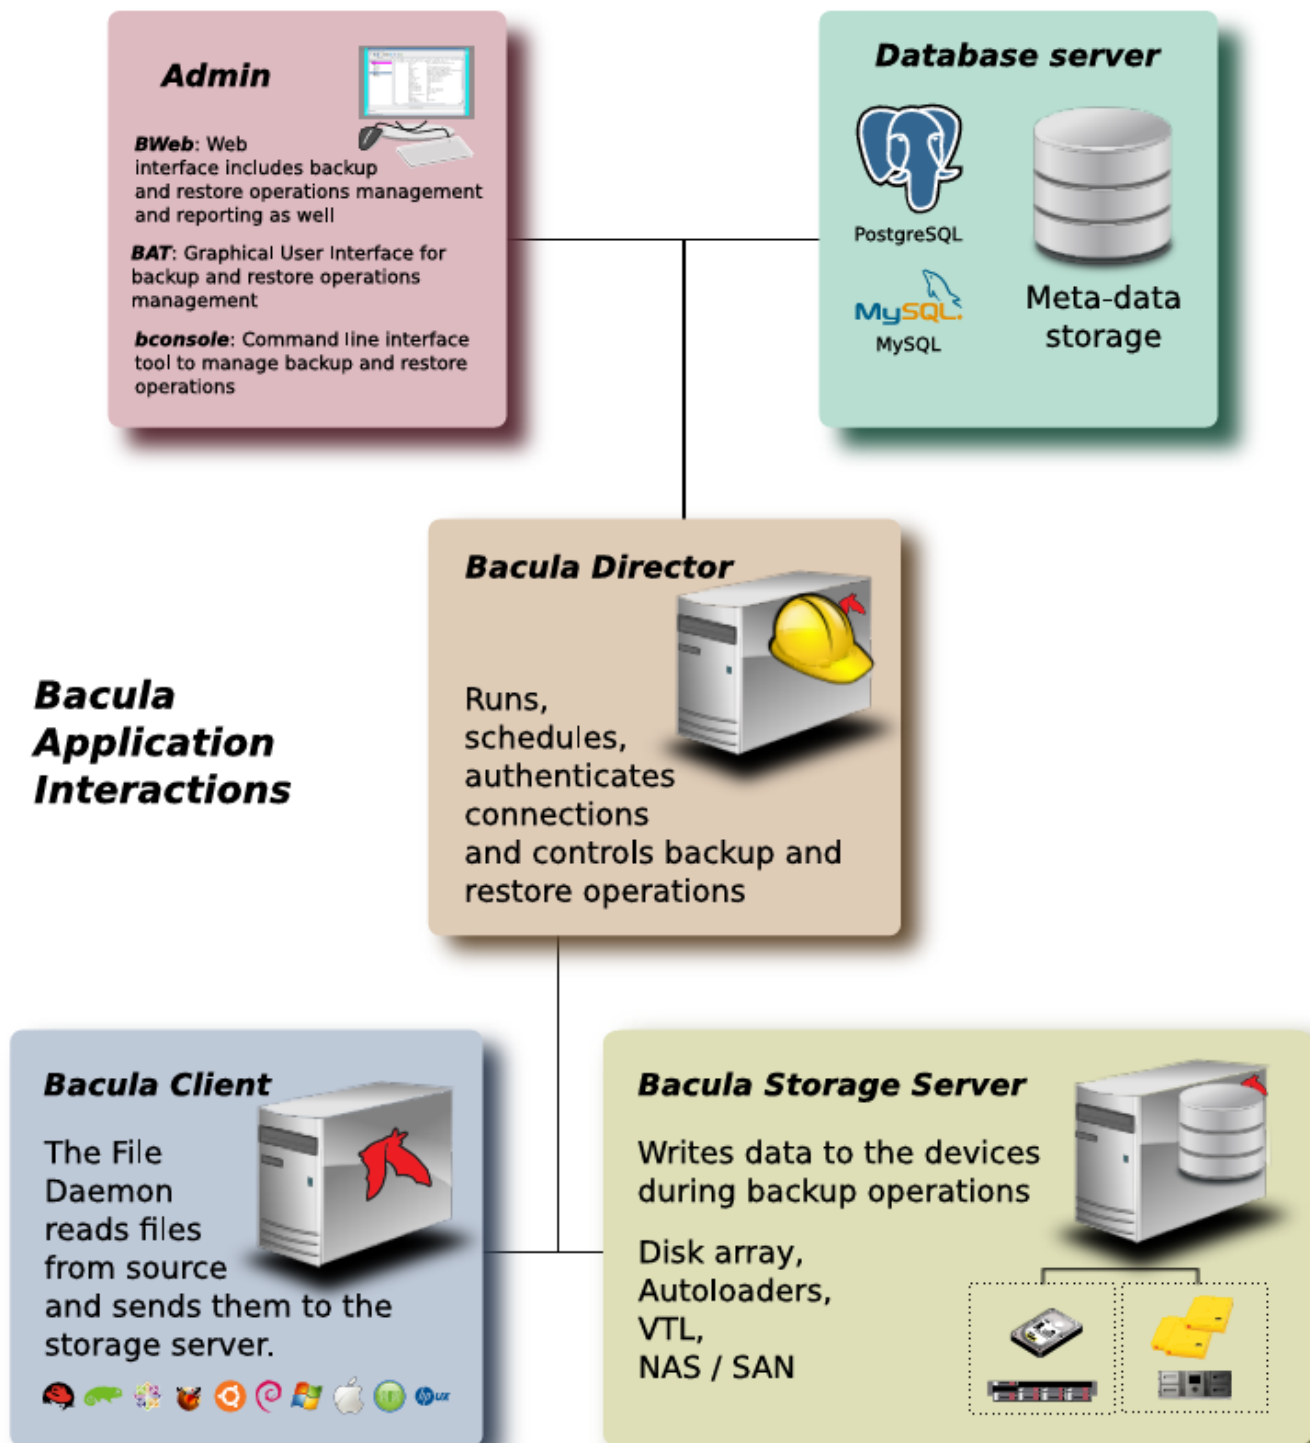 Admin
BWeb: Web
interface includes backup
and restore operations management
and reporting as well
BAT: Graphical User Interface for
backup and restore operations
management
bconsole: Command line interface
tool to manage backup and restore
operations
Database server
PostgreSQL
MySQL.
MySQL
Meta-data
storage
Bacula Director
Runs,
schedules,
authenticates
connections
and controls backup and
restore operations
Bacula
Application
Interactions
Bacula Client
The File
Daemon
reads files
from source
and sends them to the
storage server.
hp UX
Bacula Storage Server
Writes data to the devices
during backup operations
Disk array,
Autoloaders,
VTL,
NAS / SAN